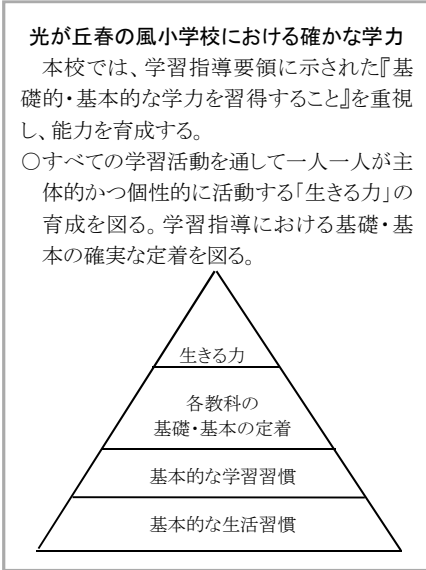 光が丘春の風小学校における確かな学力
本校では、学習指導要領に示された『基
礎的・基本的な学力を習得すること』を重視
し、能力を育成する。
○すべての学習活動を通して一人一人が主
体的かつ個性的に活動する「生きる力」の
育成を図る。学習指導における基礎・基
本の確実な定着を図る。
生きる力
各教科の
基礎・基本の定着
基本的な学習習慣
基本的な生活習慣